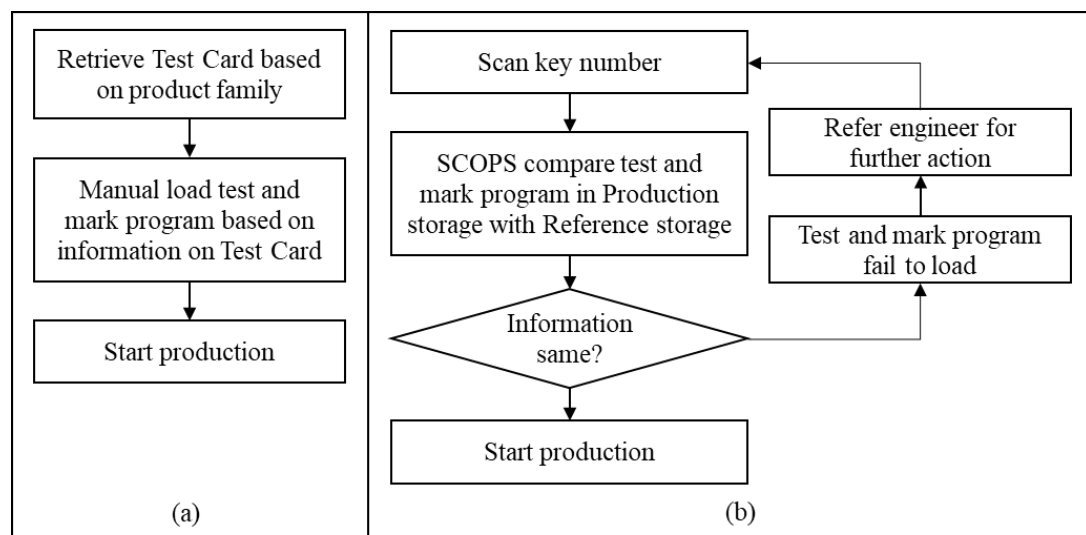 Retrieve Test Card based
on product family
Manual load test and
mark program based on
information on Test Card
Start production
(a)
Scan key number
SCOPS compare test and
mark program in Production
storage with Reference storage
Information
same?
Start production
Refer engineer for
further action
Test and mark program
fail to load
(b)